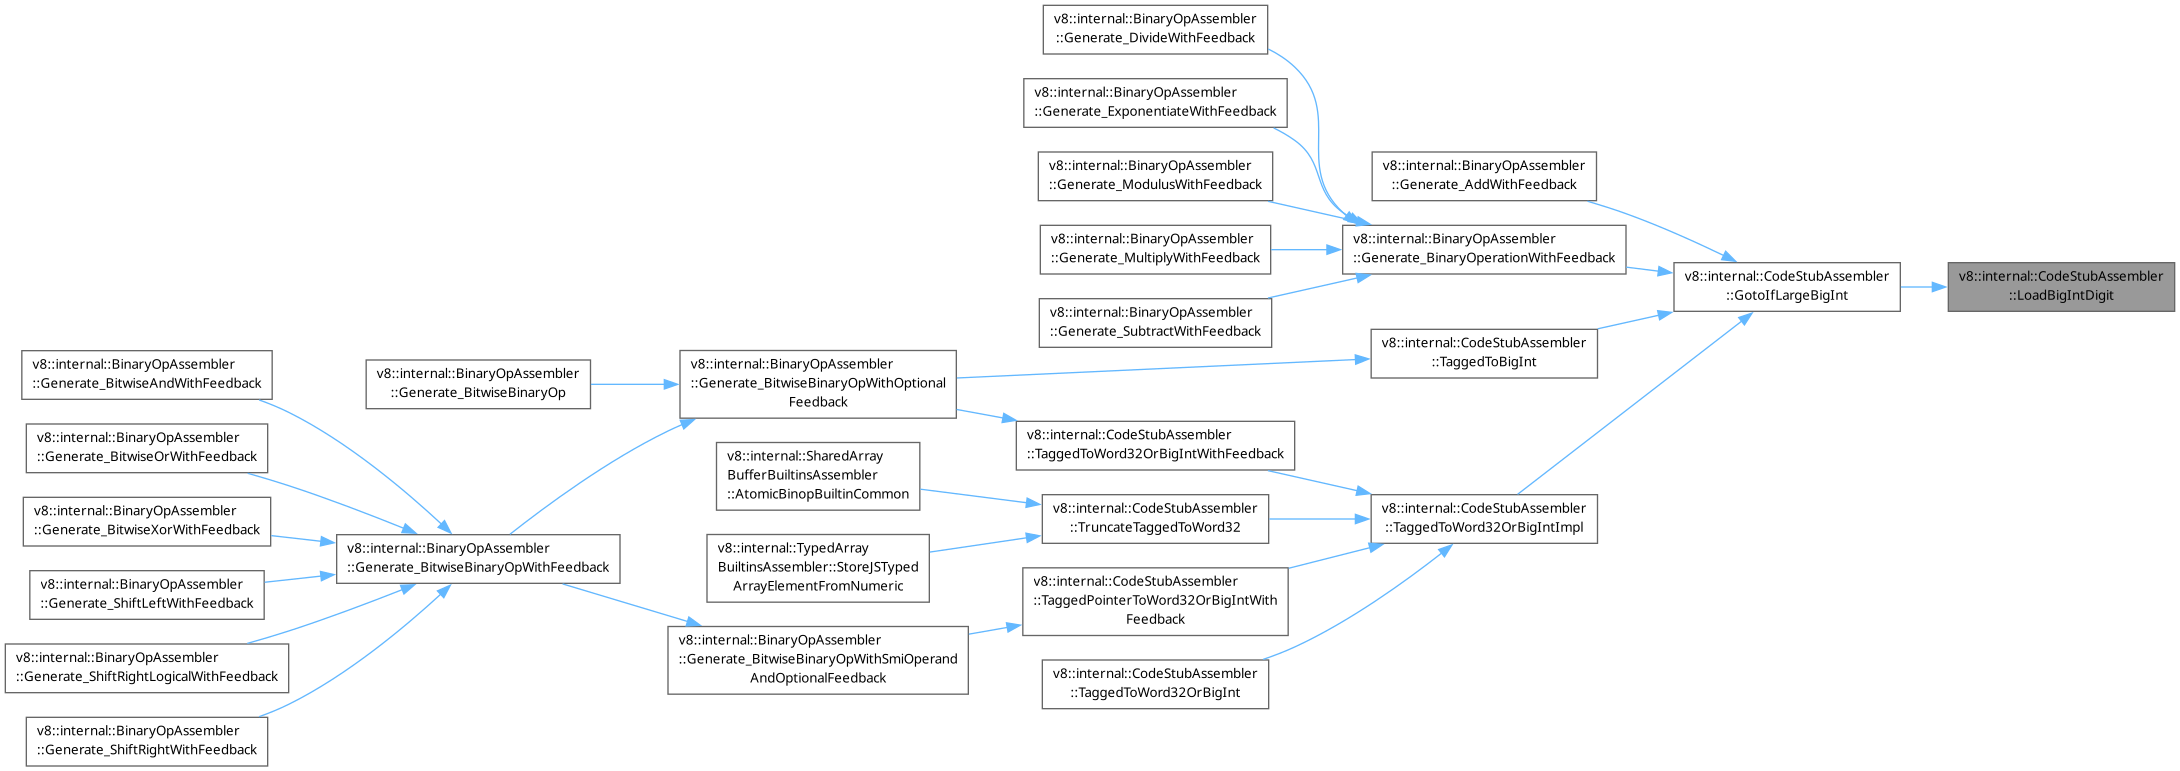 v8::internal::BinaryOpAssembler
::Generate_DivideWithFeedback
v8::internal::BinaryOpAssembler
::Generate_ExponentiateWithFeedback
v8::internal::BinaryOpAssembler
::Generate_ModulusWithFeedback
v8::internal::BinaryOpAssembler
::Generate_AddWithFeedback
v8::internal::BinaryOpAssembler
::Generate_MultiplyWithFeedback
v8::internal::BinaryOpAssembler
::Generate_BinaryOperationWithFeedback
v8::internal::CodeStubAssembler
::GotoIfLargeBigInt
v8::internal::CodeStubAssembler
::LoadBigIntDigit
v8::internal::BinaryOpAssembler
::Generate_SubtractWithFeedback
v8::internal::CodeStubAssembler
::TaggedToBigInt
v8::internal::BinaryOpAssembler
::Generate_BitwiseAndWithFeedback
v8::internal::BinaryOpAssembler
::Generate_BitwiseBinaryOp
v8::internal::BinaryOpAssembler
::Generate_BitwiseBinaryOpWithOptional
Feedback
v8::internal::BinaryOpAssembler
::Generate_BitwiseOrWithFeedback
v8::internal::CodeStubAssembler
::TaggedToWord32OrBigIntWithFeedback
v8::internal::SharedArray
BufferBuiltinsAssembler
::AtomicBinopBuiltinCommon
v8::internal::BinaryOpAssembler
::Generate_BitwiseXorWithFeedback
v8::internal::CodeStubAssembler
::TruncateTaggedToWord32
v8::internal::CodeStubAssembler
::TaggedToWord32OrBigIntImpl
v8::internal::BinaryOpAssembler
::Generate_BitwiseBinaryOpWithFeedback
v8::internal::TypedArray
BuiltinsAssembler::StoreJSTyped
ArrayElementFromNumeric
v8::internal::BinaryOpAssembler
::Generate_ShiftLeftWithFeedback
v8::internal::CodeStubAssembler
::TaggedPointerToWord32OrBigIntWith
Feedback
v8::internal::BinaryOpAssembler
::Generate_BitwiseBinaryOpWithSmiOperand
AndOptionalFeedback
v8::internal::BinaryOpAssembler
::Generate_ShiftRightLogicalWithFeedback
v8::internal::CodeStubAssembler
::TaggedToWord32OrBigInt
v8::internal::BinaryOpAssembler
::Generate_ShiftRightWithFeedback